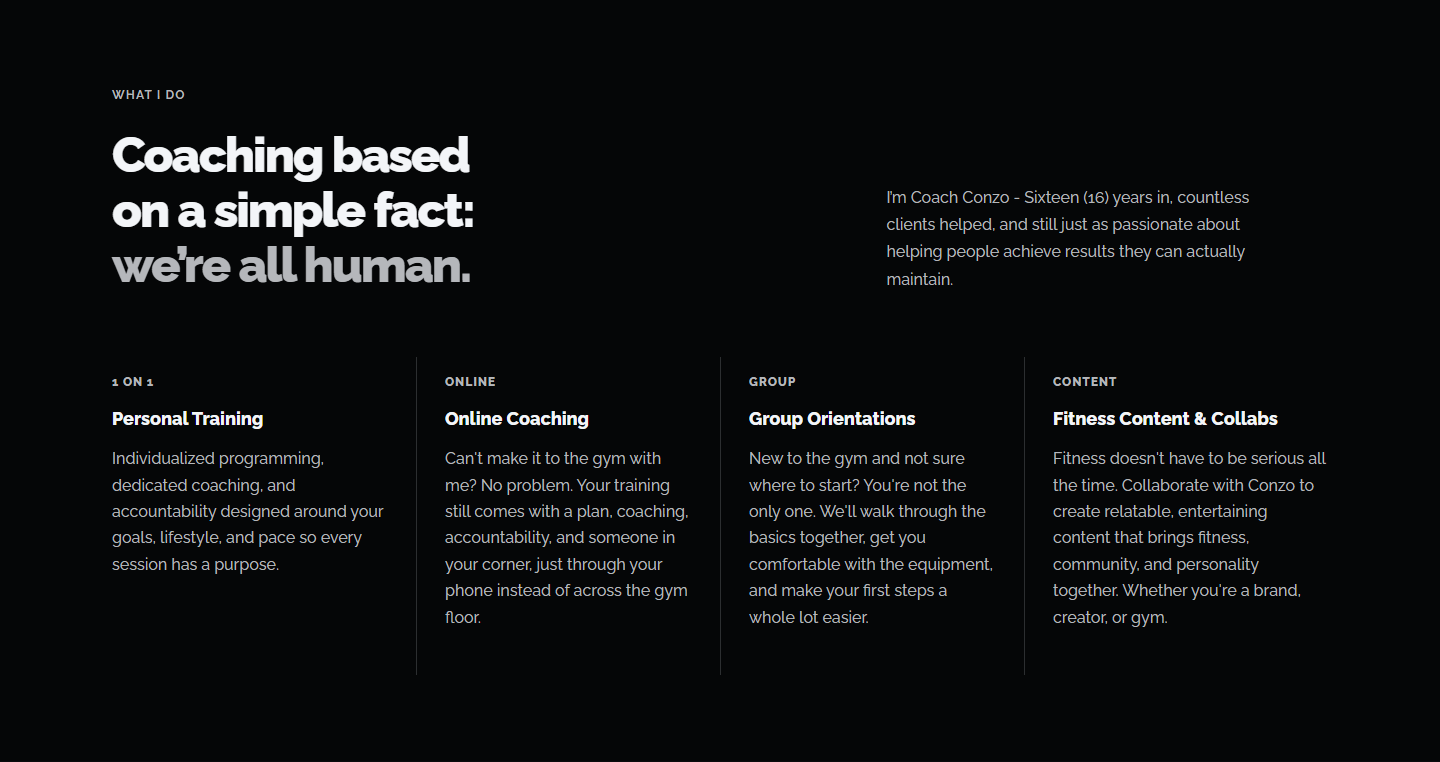 WHAT I DO
Coaching based
on a simple fact:
we’re all human.
I'm Coach Conzo - Sixteen (16) years in, countless
clients helped, and still just as passionate about
helping people achieve results they can actually
maintain.
1 ON 1
Personal Training
Individualized programming,
dedicated coaching, and
accountability designed around your
goals, lifestyle, and pace so every
session has a purpose.
ONLINE
Online Coaching
Can't make it to the gym with
me? No problem. Your training
still comes with a plan, coaching,
accountability, and someone in
your corner, just through your
phone instead of across the gym
floor.
GROUP
Group Orientations
New to the gym and not sure
where to start? You're not the
only one. We'll walk through the
basics together, get you
comfortable with the equipment,
and make your first steps a
whole lot easier.
CONTENT
Fitness Content & Collabs
Fitness doesn't have to be serious all
the time. Collaborate with Conzo to
create relatable, entertaining
content that brings fitness,
community, and personality
together. Whether you're a brand,
creator, or gym.